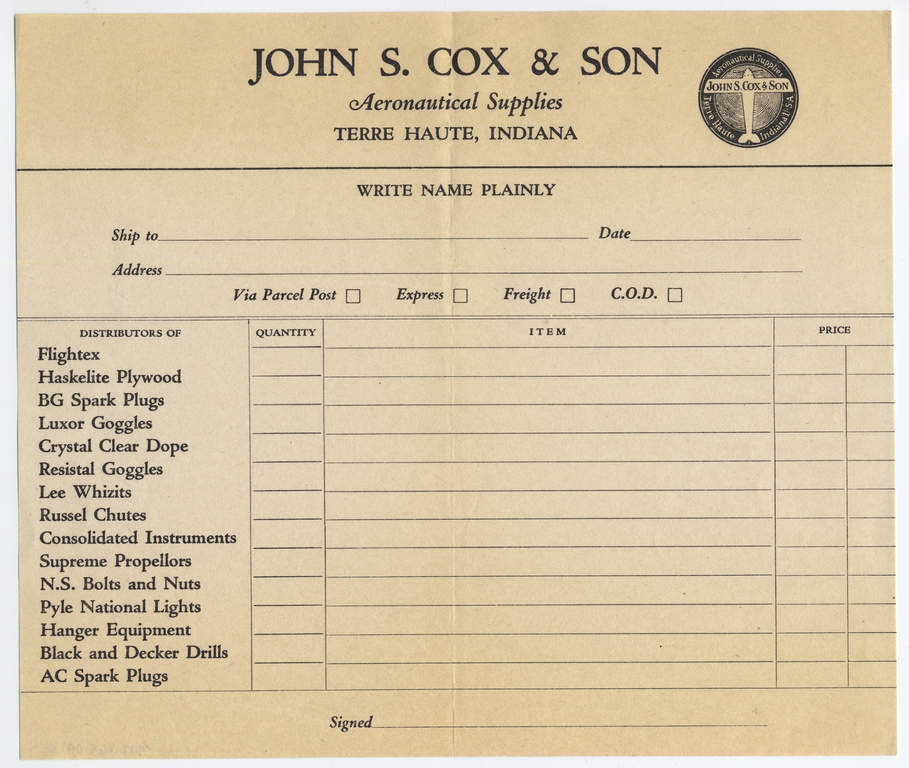 JOHN S. COX & SON
Aeronautical Supplies
TERRE HAUTE, INDIANA
Aeronautical Supplies
JOHN S. COX & SON
Terre Haute Indiana U-SA
WRITE NAME PLAINLY
Ship to Date
Address
Via Parcel Post Express Freight C.O.D.
DISTRIBUTORS OF QUANTITY ITEM PRICE
Flightex
Haskelite Plywood
BG Spark Plugs
Luxor Goggles
Crystal Clear Dope
Resistal Goggles
Lee Whizits
Russel Chutes
Consolidated Instruments
Supreme Propellors
N.S. Bolts and Nuts
Pyle National Lights
Hanger Equipment
Black and Decker Drills
AC Spark Plugs
Signed